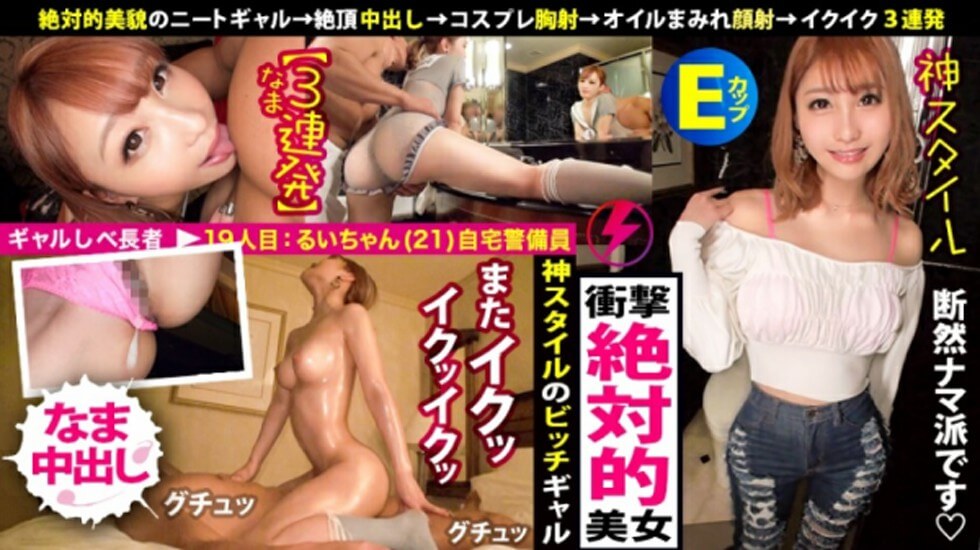 絶対的美貌のニートギャル→絶頂中出し→コスプレ胸射→オイルまみれ顔射→イクイク3連発
【なま3連発】
Eカップ
神スタイル
ギャルしべ長者 ▶19人目:るいちゃん(21)自宅警備員
またイクッ
イクッイクッ
神スタイルのビッチギャル
衝撃
絶対的
美女
断然ナマ派です♡
なま
中出し
グチュッ
グチュッ